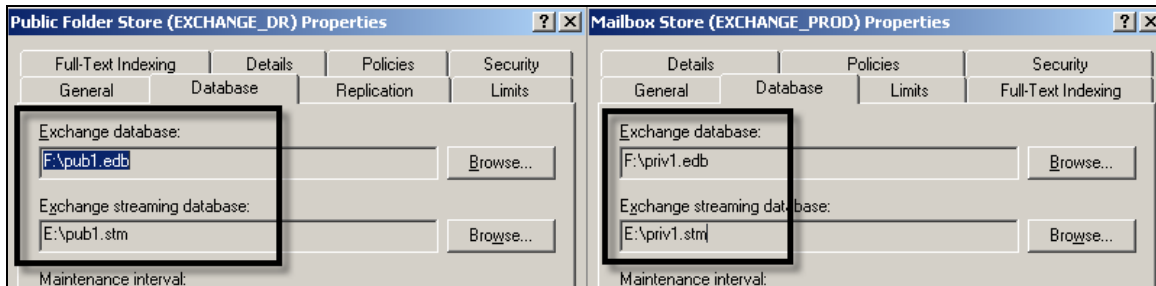 Public Folder Store (EXCHANGE_DR) Properties
Full-Text Indexing Details Policies Security
General Database Replication Limits
Exchange database:
F:\pub1.edb Browse...
Exchange streaming database:
E:\pub1.stm Browse...
Maintenance interval:
Mailbox Store (EXCHANGE_PROD) Properties
Details Policies Security
General Database Limits Full-Text Indexing
Exchange database:
F:\priv1.edb Browse...
Exchange streaming database:
E:\priv1.stm Browse...
Maintenance interval: